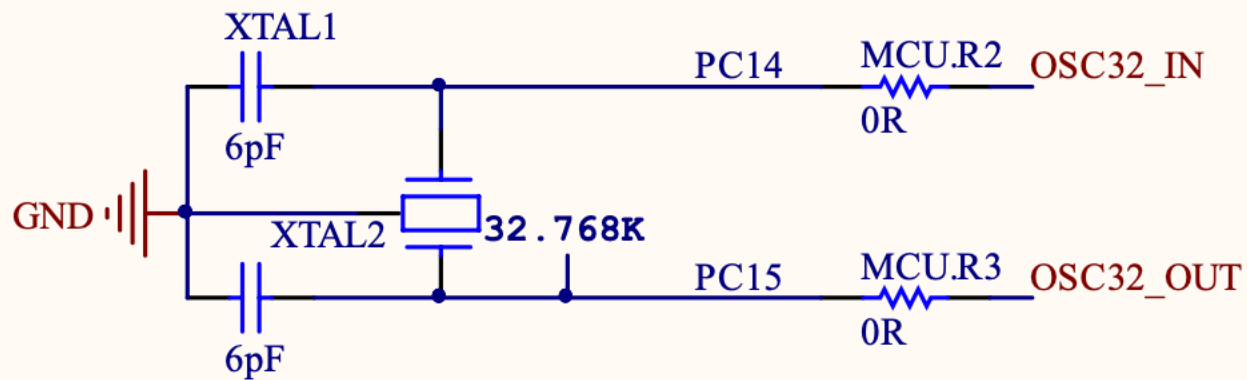 XTAL1
PC14
MCU.R2
OSC32_IN
6pF
0R
GND
XTAL2
32.768K
PC15
MCU.R3
OSC32_OUT
6pF
0R